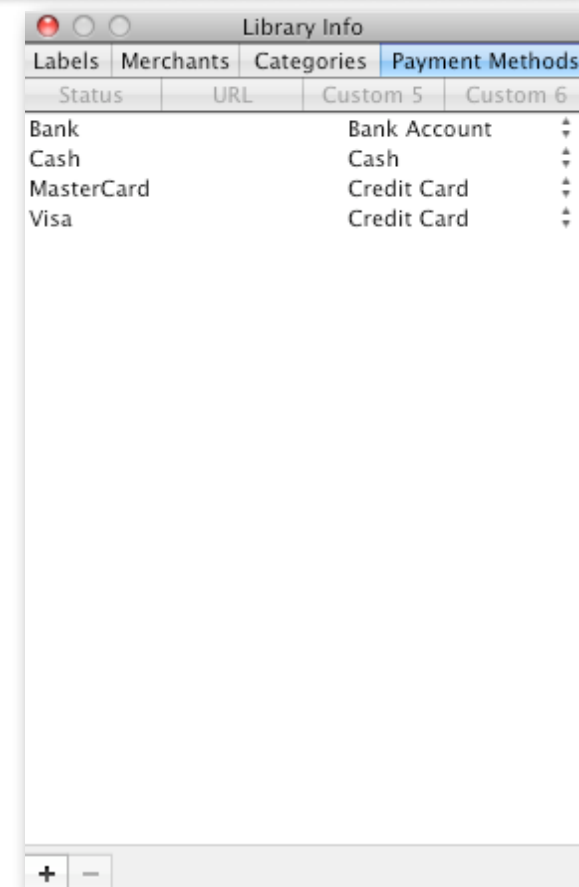 Library Info
Labels Merchants Categories Payment Methods
Status URL Custom 5 Custom 6
Bank Bank Account
Cash Cash
MasterCard Credit Card
Visa Credit Card
+ −